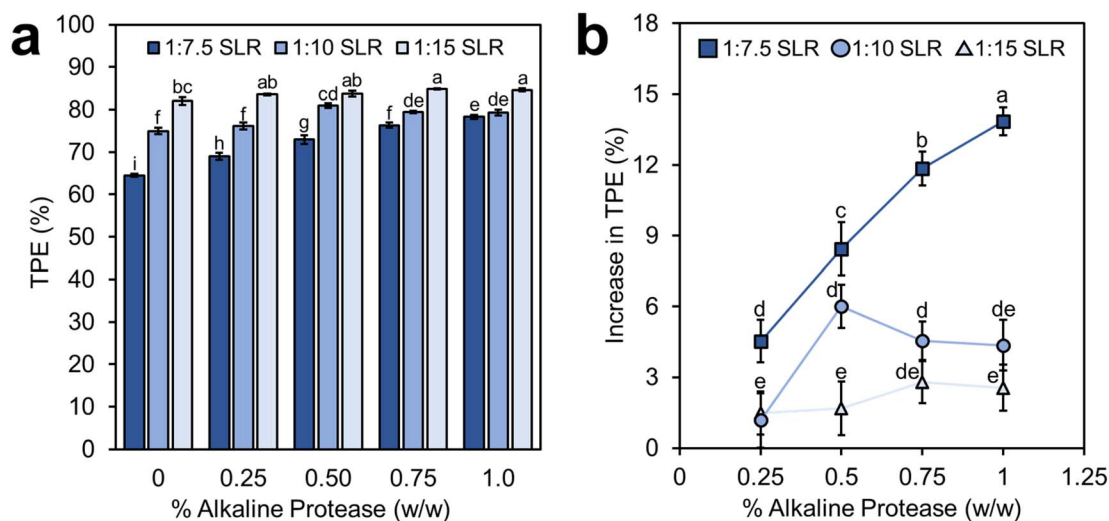 a
1:7.5 SLR 1:10 SLR 1:15 SLR
TPE (%)
100
90
80
70
60
50
40
30
20
10
0
i f bc
h f ab
g cd ab
f de a
e de a
0 0.25 0.50 0.75 1.0
% Alkaline Protease (w/w)
b
1:7.5 SLR 1:10 SLR 1:15 SLR
Increase in TPE (%)
18
15
12
9
6
3
0
a
b
c
d d d de
e e de e
0 0.25 0.5 0.75 1 1.25
% Alkaline Protease (w/w)